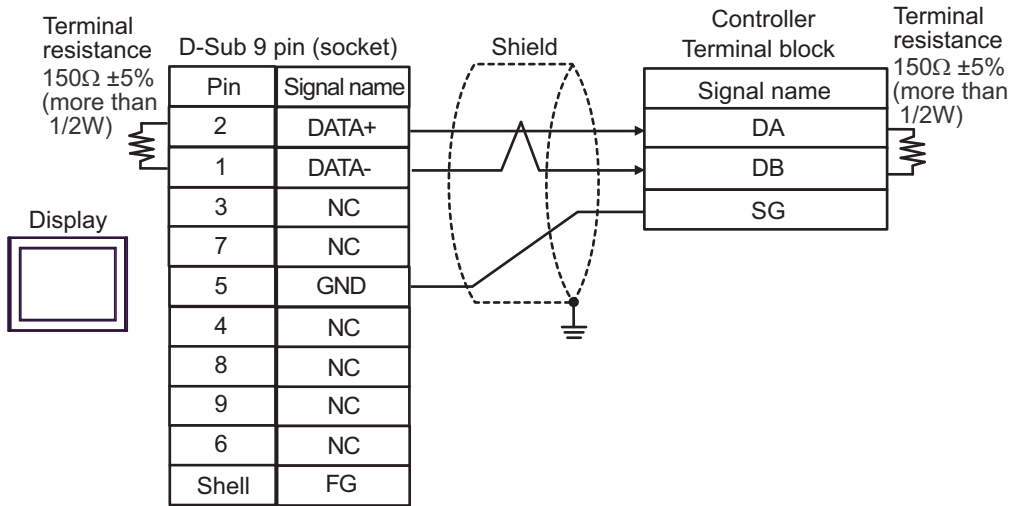 Terminal
resistance
150Ω ±5%
(more than
1/2W)
D-Sub 9 pin (socket)
Pin Signal name
2 DATA+
1 DATA-
3 NC
7 NC
5 GND
4 NC
8 NC
9 NC
6 NC
Shell FG
Display
Shield
Controller
Terminal block
Signal name
DA
DB
SG
Terminal
resistance
150Ω ±5%
(more than
1/2W)